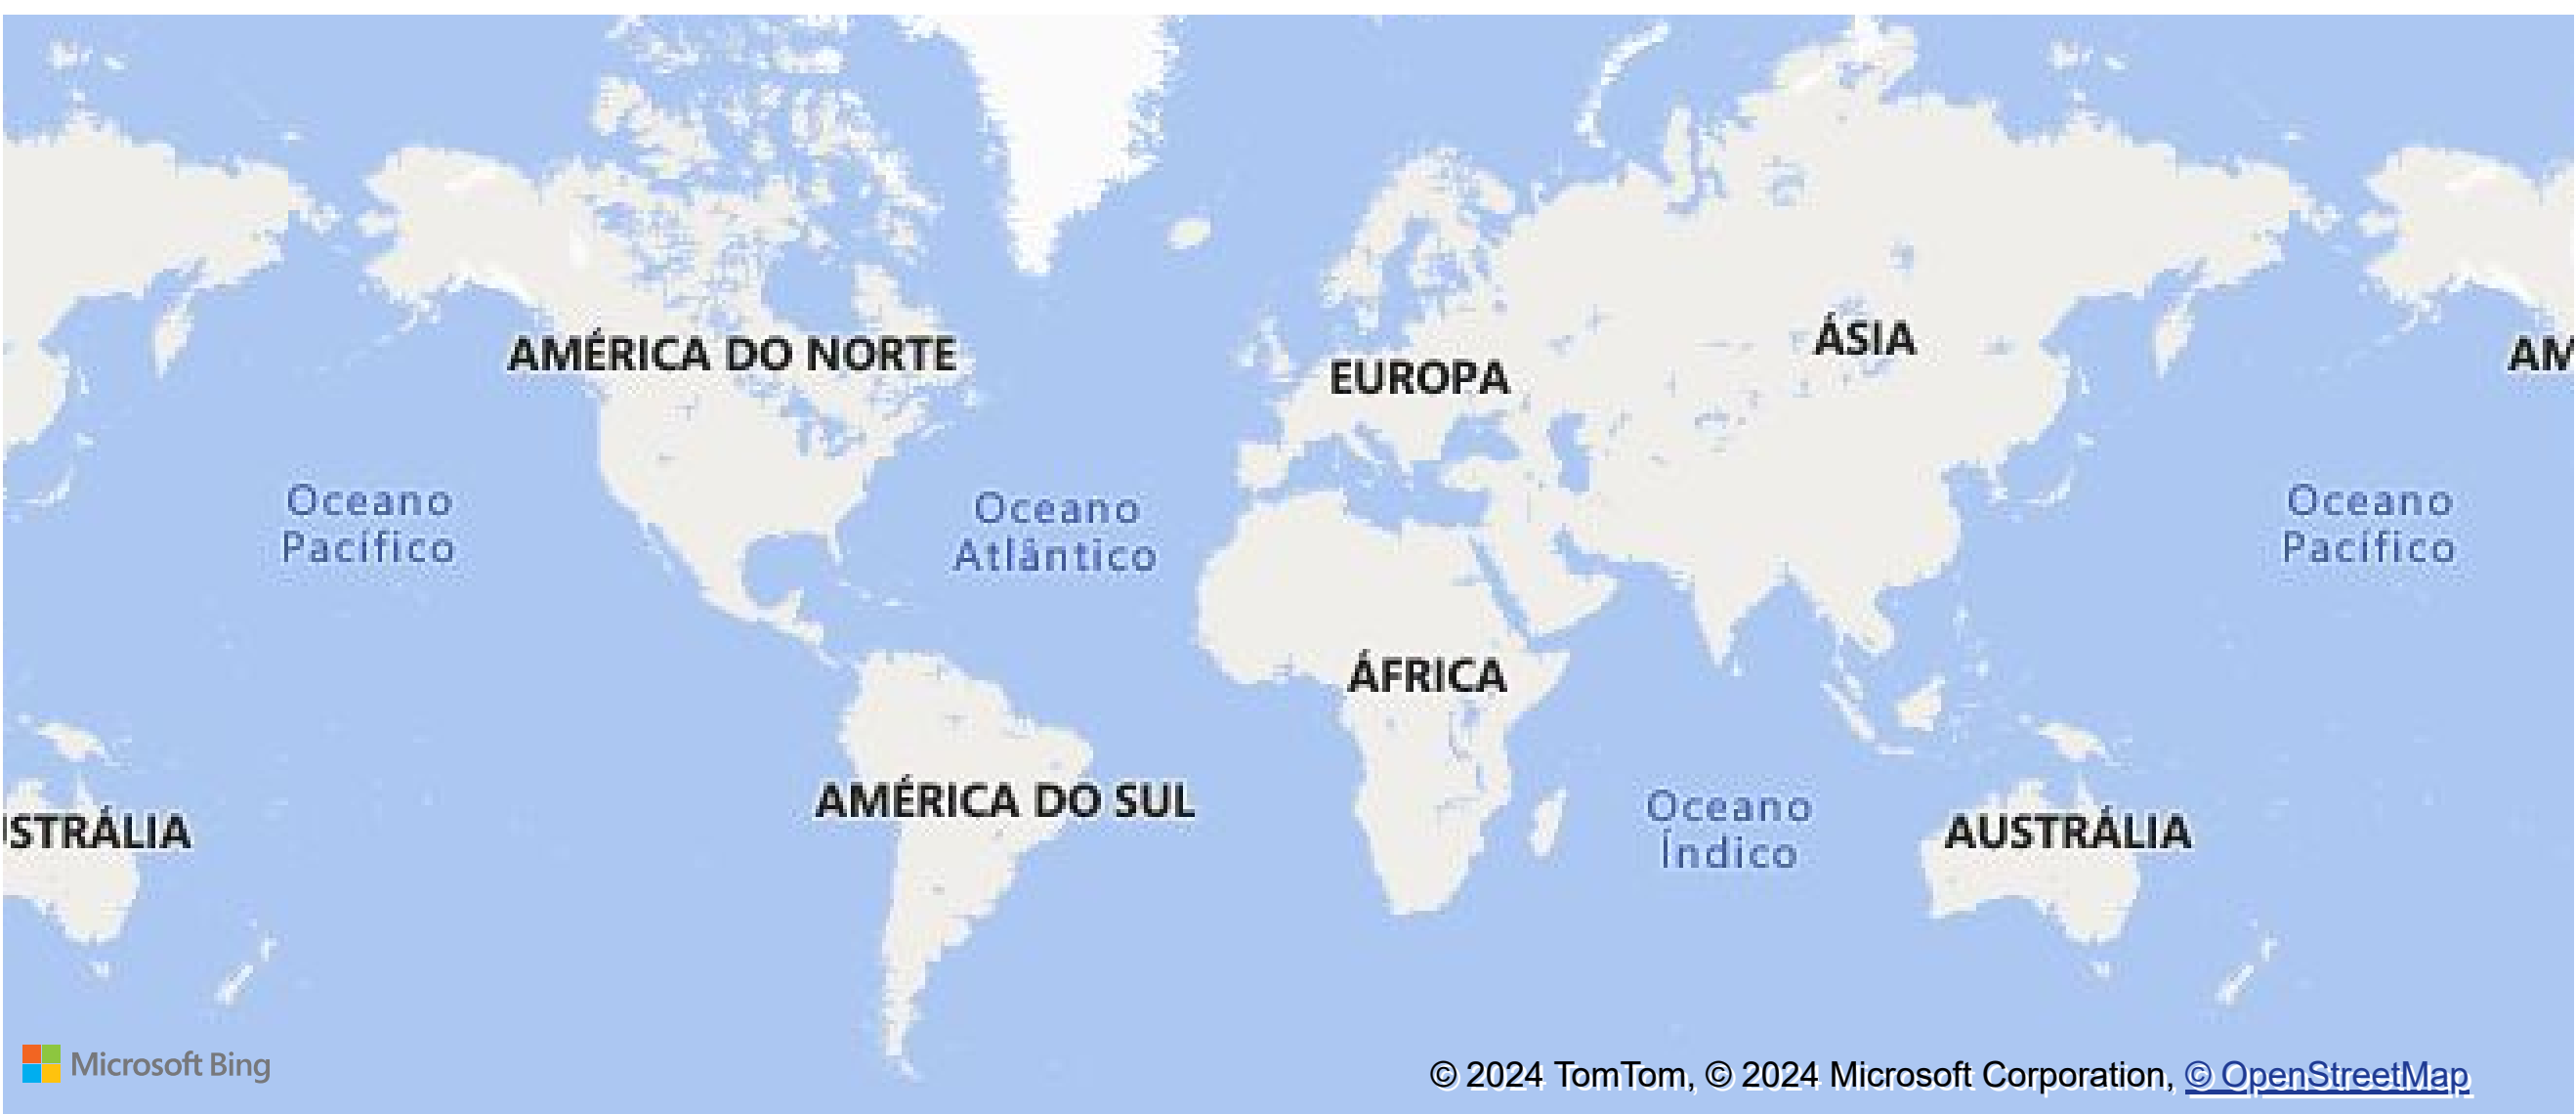 AMÉRICA DO NORTE
ÁSIA
EUROPA
AM
Oceano
Pacífico
Oceano
Atlântico
Oceano
Pacífico
ÁFRICA
AMÉRICA DO SUL
Oceano
Índico
STRÁLIA
AUSTRÁLIA
Microsoft Bing
© 2024 TomTom, © 2024 Microsoft Corporation, © OpenStreetMap